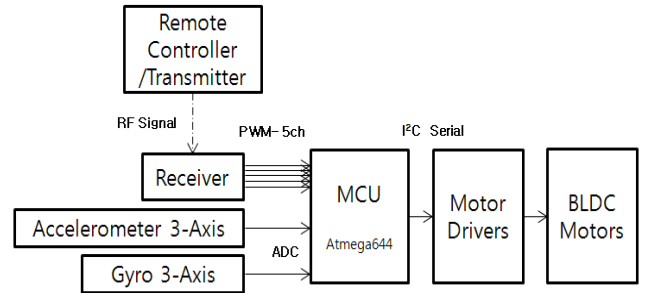 Remote
Controller
/Transmitter
RF Signal
PWM-5ch
I²C Serial
Receiver
MCU
Atmega644
Motor
Drivers
BLDC
Motors
Accelerometer 3-Axis
ADC
Gyro 3-Axis